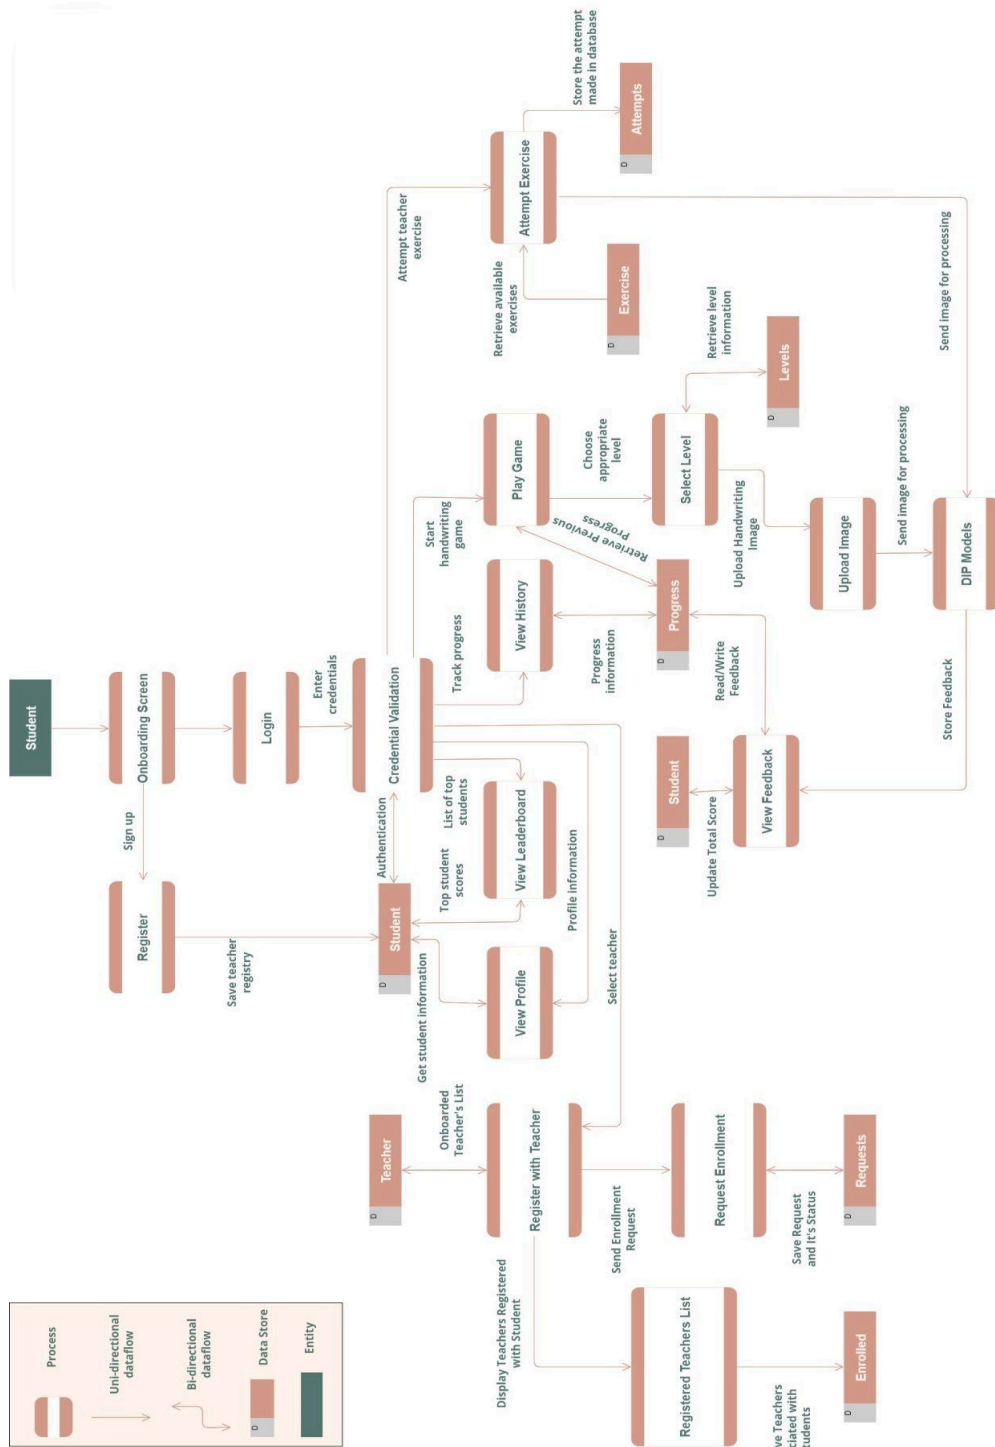 Student
Onboarding Screen
Sign up
Register
Login
Enter
credentials
Save teacher
registry
Credential Validation
Authentication
D
Student
Attempt teacher
exercise
Start
handwriting
game
Track progress
List of top
students
Top student
scores
Profile information
Get student information
Select teacher
Attempt Exercise
Store the attempt
made in database
D
Attempts
Retrieve available
exercises
D
Exercise
Play Game
Choose
appropriate
level
Retrieve Previous
Progress
View History
Progress
information
View Leaderboard
View Profile
D
Teacher
Onboarded
Teacher's List
Register with Teacher
Select Level
Retrieve level
information
D
Levels
Upload Handwriting
Image
D
Progress
Read/Write
Feedback
D
Student
Update Total Score
View Feedback
Upload Image
Send image for processing
Send image for processing
DIP Models
Store Feedback
Send Enrollment
Request
Request Enrollment
Save Request
and It's Status
D
Requests
Display Teachers Registered
with Student
Registered Teachers List
ve Teachers
ciated with
tudents
D
Enrolled
Process
Uni-directional
dataflow
Bi-directional
dataflow
D
Data Store
Entity